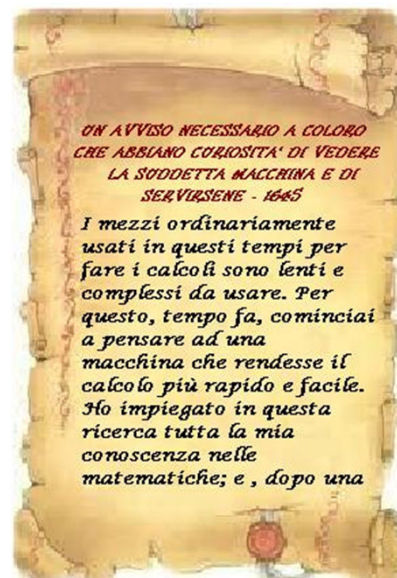 UN AVVISO NECESSARIO A COLORO
CHE ABBIANO CURIOSITA' DI VEDERE
LA SUDDETTA MACCHINA E DI
SERVIRSENE - 1645
I mezzi ordinariamente
usati in questi tempi per
fare i calcoli sono lenti e
complessi da usare. Per
questo, tempo fa, cominciai
a pensare ad una
macchina che rendesse il
calcolo più rapido e facile.
Ho impiegato in questa
ricerca tutta la mia
conoscenza nelle
matematiche; e , dopo una